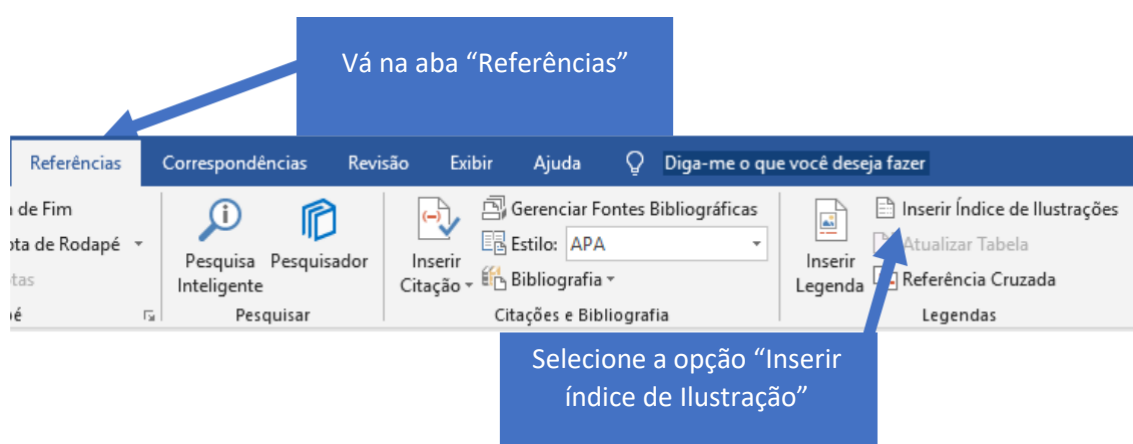 Vá na aba “Referências”
Referências Correspondências Revisão Exibir Ajuda Diga-me o que você deseja fazer
de Fim
ota de Rodapé
tas
é
Pesquisa Inteligente
Pesquisador
Pesquisar
Inserir Citação
Gerenciar Fontes Bibliográficas
Estilo: APA
Bibliografia
Citações e Bibliografia
Inserir Legenda
Inserir Índice de Ilustrações
Atualizar Tabela
Referência Cruzada
Legendas
Selecione a opção “Inserir
índice de Ilustração”